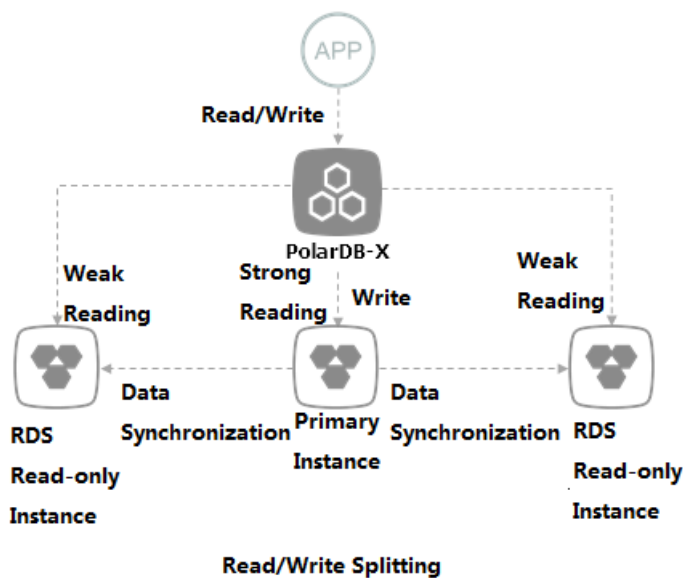 APP
Read/Write
PolarDB-X
Weak
Reading
Strong
Reading
Write
Weak
Reading
Data
Synchronization
Primary
Instance
Data
Synchronization
RDS
Read-only
Instance
RDS
Read-only
Instance
Read/Write Splitting